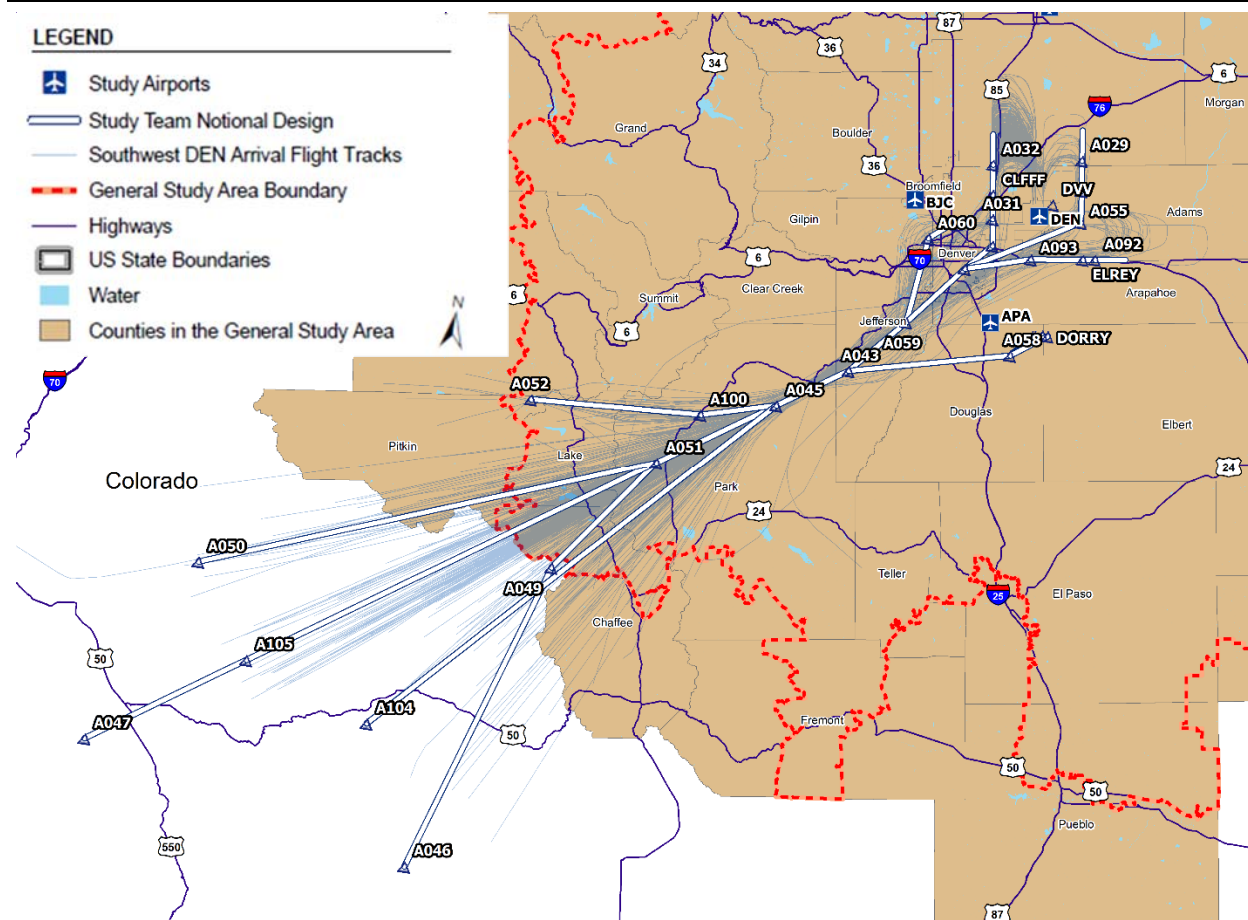 LEGEND
Study Airports
Study Team Notional Design
Southwest DEN Arrival Flight Tracks
General Study Area Boundary
Highways
US State Boundaries
Water
Counties in the General Study Area
N
87
36
34
6
Morgan
85
76
Grand
Boulder
36
A032
A029
CLFFF
DVV
Broomfield
BJC
A031
A055
Gilpin
A060
DEN
Adams
70
Denver
A093
A092
6
ELREY
Clear Creek
Arapahoe
6
Summit
6
Jefferson
APA
A059
A058
DORRY
A043
70
A052
A100
A045
Douglas
Elbert
Pitkin
A051
Lake
24
Colorado
Park
24
A050
Teller
A049
25
El Paso
Chaffee
A105
50
A047
A104
Fremont
50
50
50
Pueblo
550
A046
87